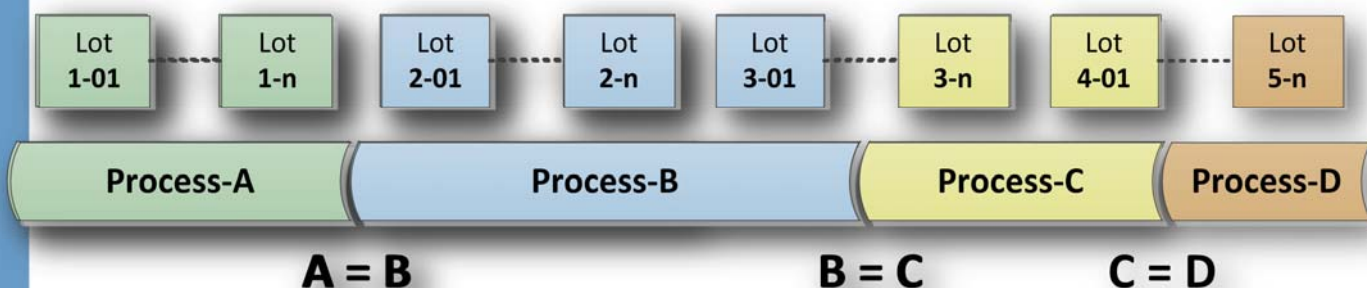 Lot Lot Lot Lot Lot Lot Lot Lot
1-01 1-n 2-01 2-n 3-01 3-n 4-01 5-n
Process-A Process-B Process-C Process-D
A = B B = C C = D